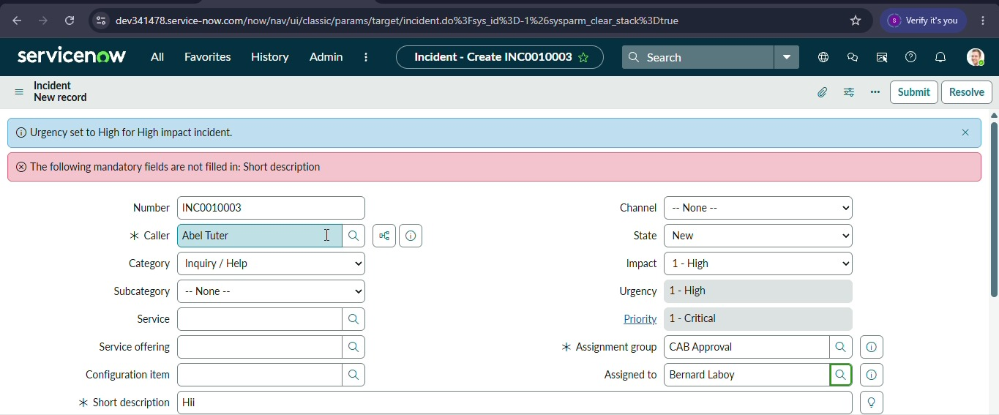 dev341478.service-now.com/now/nav/ui/classic/params/target/incident.do%3Fsys_id%3D-1%26sysparm_clear_stack%3Dtrue
S Verify it's you
servicenow All Favorites History Admin Incident - Create INC0010003 Search
Incident
New record
Submit Resolve
Urgency set to High for High impact incident.
The following mandatory fields are not filled in: Short description
Number INC0010003 Channel -- None --
* Caller Abel Tuter State New
Category Inquiry / Help Impact 1 - High
Subcategory -- None -- Urgency 1 - High
Service Priority 1 - Critical
Service offering * Assignment group CAB Approval
Configuration item Assigned to Bernard Laboy
* Short description Hii